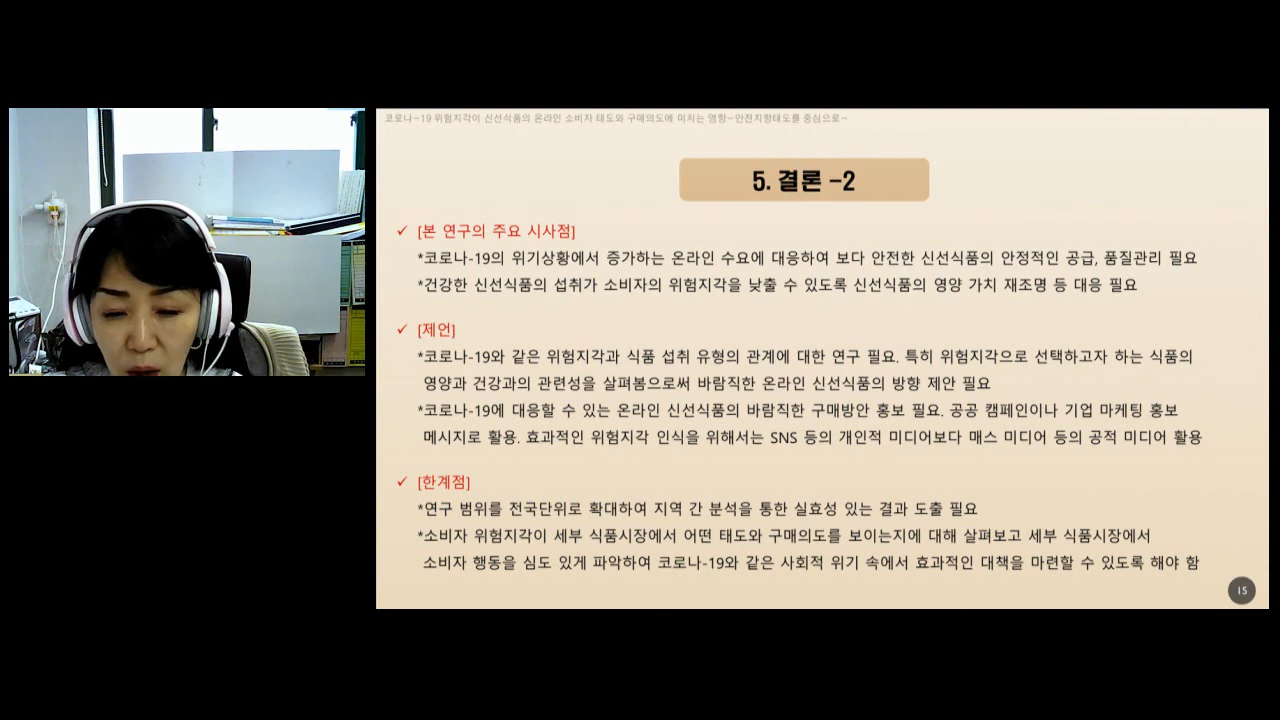 코로나-19 위험지각이 신선식품의 온라인 소비자 태도와 구매의도에 미치는 영향-안전지향태도를 중심으로-
5. 결론 -2
✓ [본 연구의 주요 시사점]
*코로나-19의 위기상황에서 증가하는 온라인 수요에 대응하여 보다 안전한 신선식품의 안정적인 공급, 품질관리 필요
*건강한 신선식품의 섭취가 소비자의 위험지각을 낮출 수 있도록 신선식품의 영양 가치 재조명 등 대응 필요
✓ [제언]
*코로나-19와 같은 위험지각과 식품 섭취 유형의 관계에 대한 연구 필요. 특히 위험지각으로 선택하고자 하는 식품의
영양과 건강과의 관련성을 살펴봄으로써 바람직한 온라인 신선식품의 방향 제안 필요
*코로나-19에 대응할 수 있는 온라인 신선식품의 바람직한 구매방안 홍보 필요. 공공 캠페인이나 기업 마케팅 홍보
메시지로 활용. 효과적인 위험지각 인식을 위해서는 SNS 등의 개인적 미디어보다 매스 미디어 등의 공적 미디어 활용
✓ [한계점]
*연구 범위를 전국단위로 확대하여 지역 간 분석을 통한 실효성 있는 결과 도출 필요
*소비자 위험지각이 세부 식품시장에서 어떤 태도와 구매의도를 보이는지에 대해 살펴보고 세부 식품시장에서
소비자 행동을 심도 있게 파악하여 코로나-19와 같은 사회적 위기 속에서 효과적인 대책을 마련할 수 있도록 해야 함
15